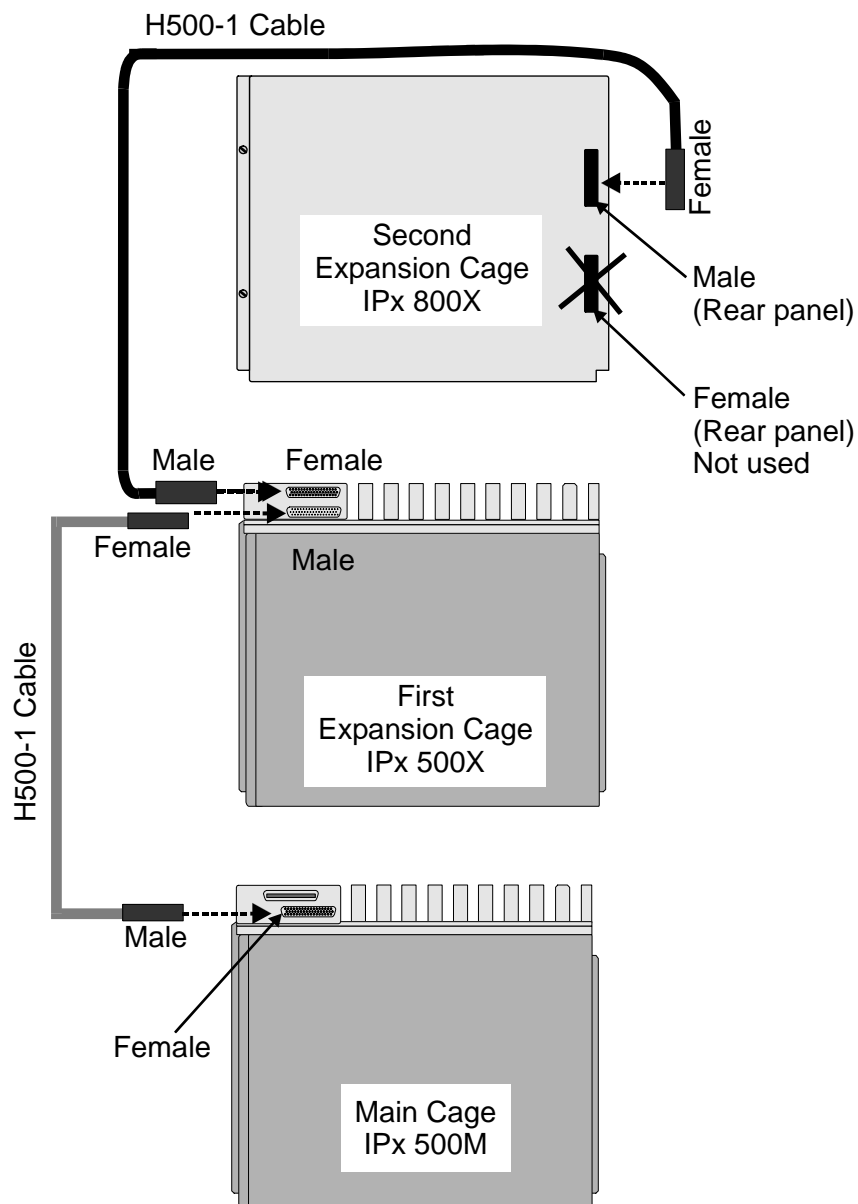 H500-1 Cable
Female
Second
Expansion Cage
IPx 800X
Male
(Rear panel)
Female
(Rear panel)
Not used
Male
Female
Female
Male
H500-1 Cable
First
Expansion Cage
IPx 500X
Male
Female
Main Cage
IPx 500M